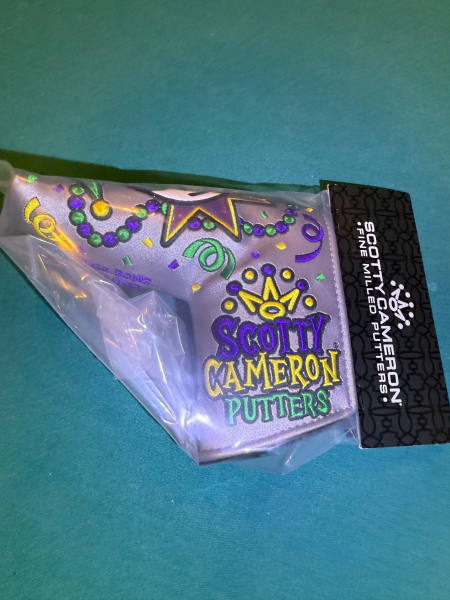 SCOTTY
CAMERON
PUTTERS
SCOTTY CAMERON®
•FINE MILLED PUTTERS•